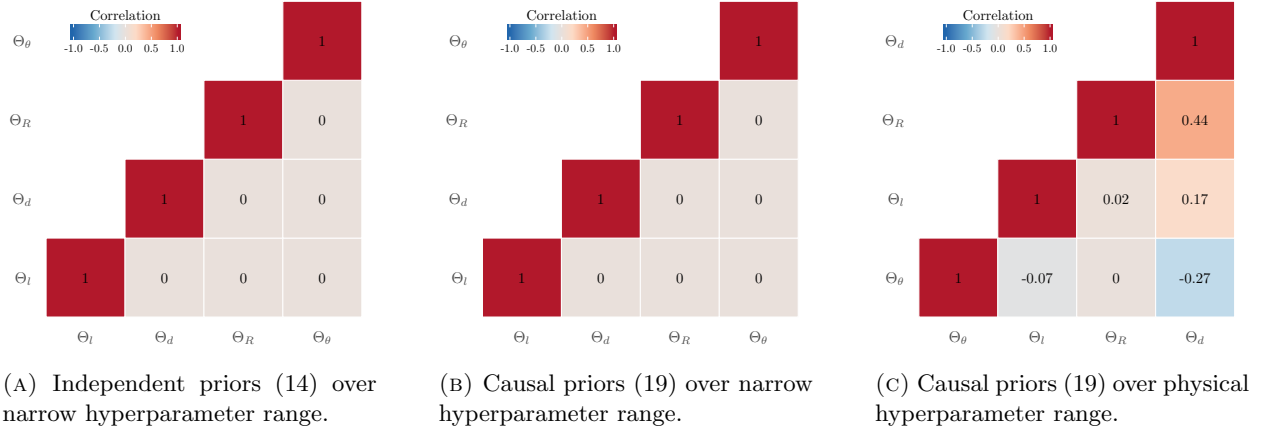 Correlation
-1.0 -0.5 0.0 0.5 1.0
Θ_θ 1
Θ_R 1 0
Θ_d 1 0 0
Θ_l 1 0 0 0
Θ_l Θ_d Θ_R Θ_θ
(A) Independent priors (14) over
narrow hyperparameter range.
Correlation
-1.0 -0.5 0.0 0.5 1.0
Θ_θ 1
Θ_R 1 0
Θ_d 1 0 0
Θ_l 1 0 0 0
Θ_l Θ_d Θ_R Θ_θ
(B) Causal priors (19) over narrow
hyperparameter range.
Correlation
-1.0 -0.5 0.0 0.5 1.0
Θ_d 1
Θ_R 1 0.44
Θ_l 1 0.02 0.17
Θ_θ 1 -0.07 0 -0.27
Θ_θ Θ_l Θ_R Θ_d
(C) Causal priors (19) over physical
hyperparameter range.